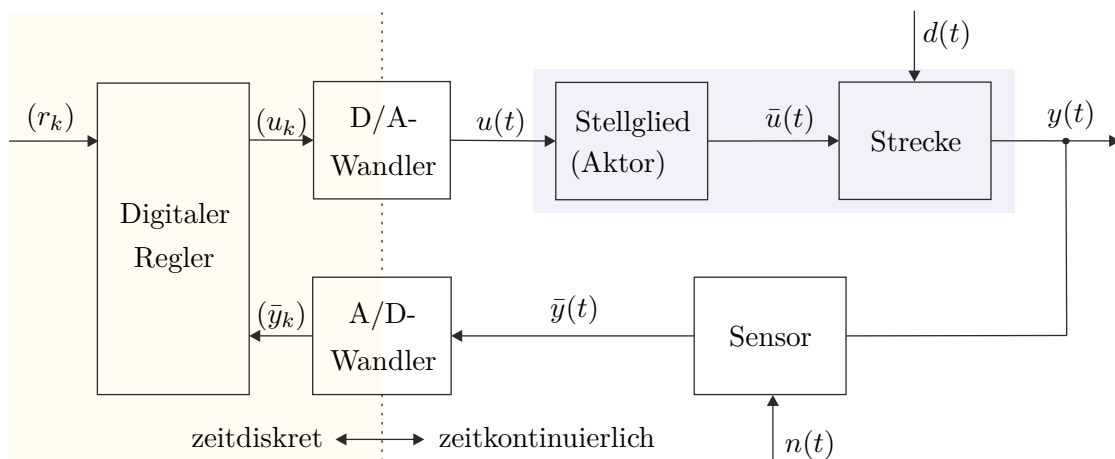 d(t)
(r_k)
(u_k)
D/A-
Wandler
u(t)
Stellglied
(Aktor)
ū(t)
Strecke
y(t)
Digitaler
Regler
(ȳ_k)
A/D-
Wandler
ȳ(t)
Sensor
zeitdiskret
zeitkontinuierlich
n(t)